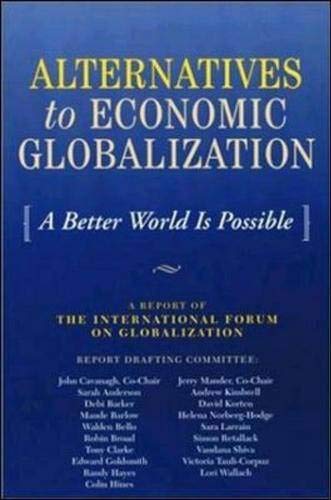 ALTERNATIVES
to ECONOMIC
GLOBALIZATION
[ A Better World Is Possible ]
A REPORT OF
THE INTERNATIONAL FORUM
ON GLOBALIZATION
REPORT DRAFTING COMMITTEE:
John Cavanagh, Co-Chair
Sarah Anderson
Debi Barker
Maude Barlow
Walden Bello
Robin Broad
Tony Clarke
Edward Goldsmith
Randy Hayes
Colin Hines
Jerry Mander, Co-Chair
Andrew Kimbrell
David Korten
Helena Norberg-Hodge
Sara Larrain
Simon Retallack
Vandana Shiva
Victoria Tauli-Corpuz
Lori Wallach